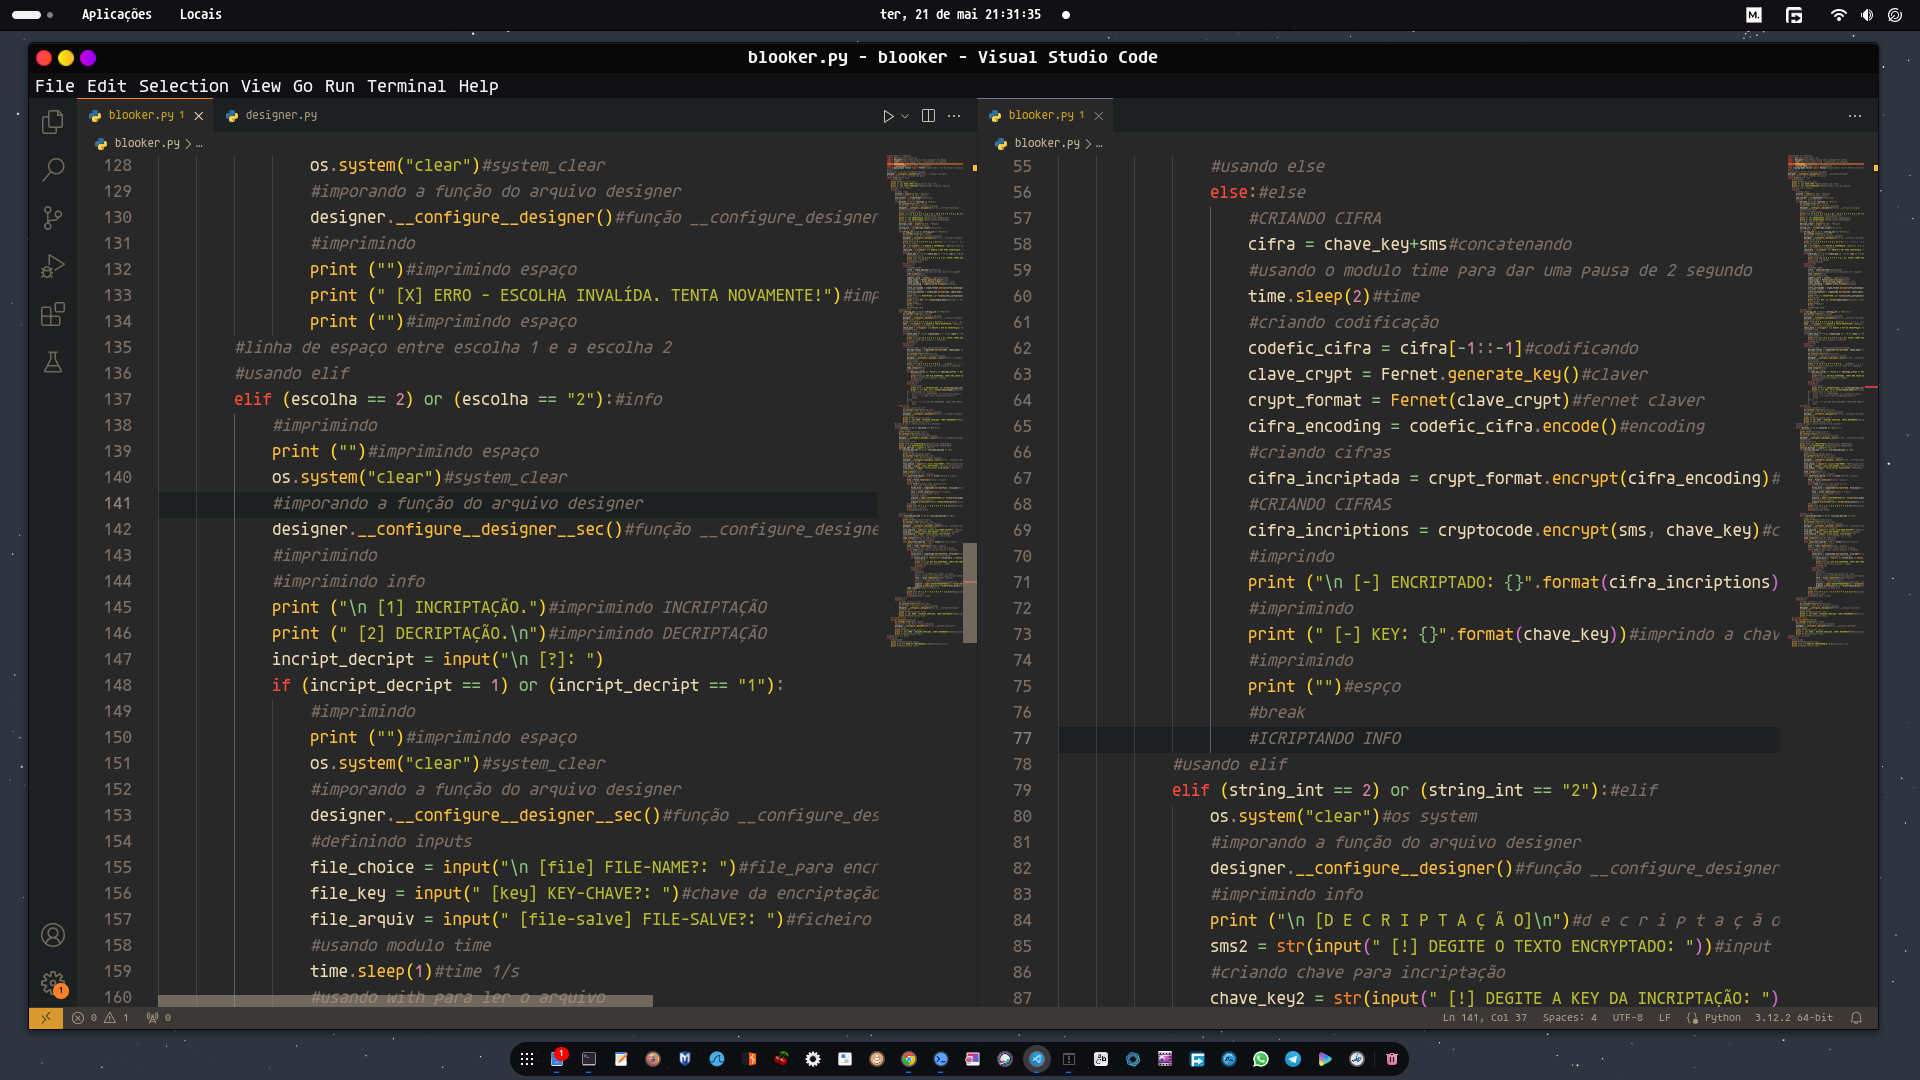 Aplicações Locais
ter, 21 de mai 21:31:35
blooker.py - blooker - Visual Studio Code
File Edit Selection View Go Run Terminal Help
blooker.py 1
designer.py
blooker.py > …
128 os.system("clear")#system_clear
129 #imporando a função do arquivo designer
130 designer.__configure__designer()#função __configure_designer
131 #imprimindo
132 print ("")#imprimindo espaço
133 print (" [X] ERRO - ESCOLHA INVALÍDA. TENTA NOVAMENTE!")#imp
134 print ("")#imprimindo espaço
135 #linha de espaço entre escolha 1 e a escolha 2
136 #usando elif
137 elif (escolha == 2) or (escolha == "2"):#info
138 #imprimindo
139 print ("")#imprimindo espaço
140 os.system("clear")#system_clear
141 #imporando a função do arquivo designer
142 designer.__configure__designer__sec()#função __configure_designe
143 #imprimindo
144 #imprimindo info
145 print ("\n [1] INCRIPTAÇÃO.")#imprimindo INCRIPTAÇÃO
146 print (" [2] DECRIPTAÇÃO.\n")#imprimindo DECRIPTAÇÃO
147 incript_decript = input("\n [?]: ")
148 if (incript_decript == 1) or (incript_decript == "1"):
149 #imprimindo
150 print ("")#imprimindo espaço
151 os.system("clear")#system_clear
152 #imporando a função do arquivo designer
153 designer.__configure__designer__sec()#função __configure_des
154 #definindo inputs
155 file_choice = input("\n [file] FILE-NAME?: ")#file_para encr
156 file_key = input(" [key] KEY-CHAVE?: ")#chave da encriptação
157 file_arquiv = input(" [file-salve] FILE-SALVE?: ")#ficheiro
158 #usando modulo time
159 time.sleep(1)#time 1/s
160 #usando with para ler o arquivo
blooker.py 1
blooker.py > …
55 #usando else
56 else:#else
57 #CRIANDO CIFRA
58 cifra = chave_key+sms#concatenando
59 #usando o modulo time para dar uma pausa de 2 segundo
60 time.sleep(2)#time
61 #criando codificação
62 codefic_cifra = cifra[-1::-1]#codificando
63 clave_crypt = Fernet.generate_key()#claver
64 crypt_format = Fernet(clave_crypt)#fernet claver
65 cifra_encoding = codefic_cifra.encode()#encoding
66 #criando cifras
67 cifra_incriptada = crypt_format.encrypt(cifra_encoding)#
68 #CRIANDO CIFRAS
69 cifra_incriptions = cryptocode.encrypt(sms, chave_key)#c
70 #imprindo
71 print ("\n [-] ENCRIPTADO: {}".format(cifra_incriptions)
72 #imprimindo
73 print (" [-] KEY: {}".format(chave_key))#imprindo a chav
74 #imprimindo
75 print ("")#espço
76 #break
77 #ICRIPTANDO INFO
78 #usando elif
79 elif (string_int == 2) or (string_int == "2"):#elif
80 os.system("clear")#os system
81 #imporando a função do arquivo designer
82 designer.__configure__designer()#função __configure_designer
83 #imprimindo info
84 print ("\n [D E C R I P T A Ç Ã O]\n")#d e c r i p t a ç ã o
85 sms2 = str(input(" [!] DEGITE O TEXTO ENCRYPTADO: "))#input
86 #criando chave para incriptação
87 chave_key2 = str(input(" [!] DEGITE A KEY DA INCRIPTAÇÃO: ")
1
0 1 0
Ln 141, Col 37 Spaces: 4 UTF-8 LF Python 3.12.2 64-bit
1